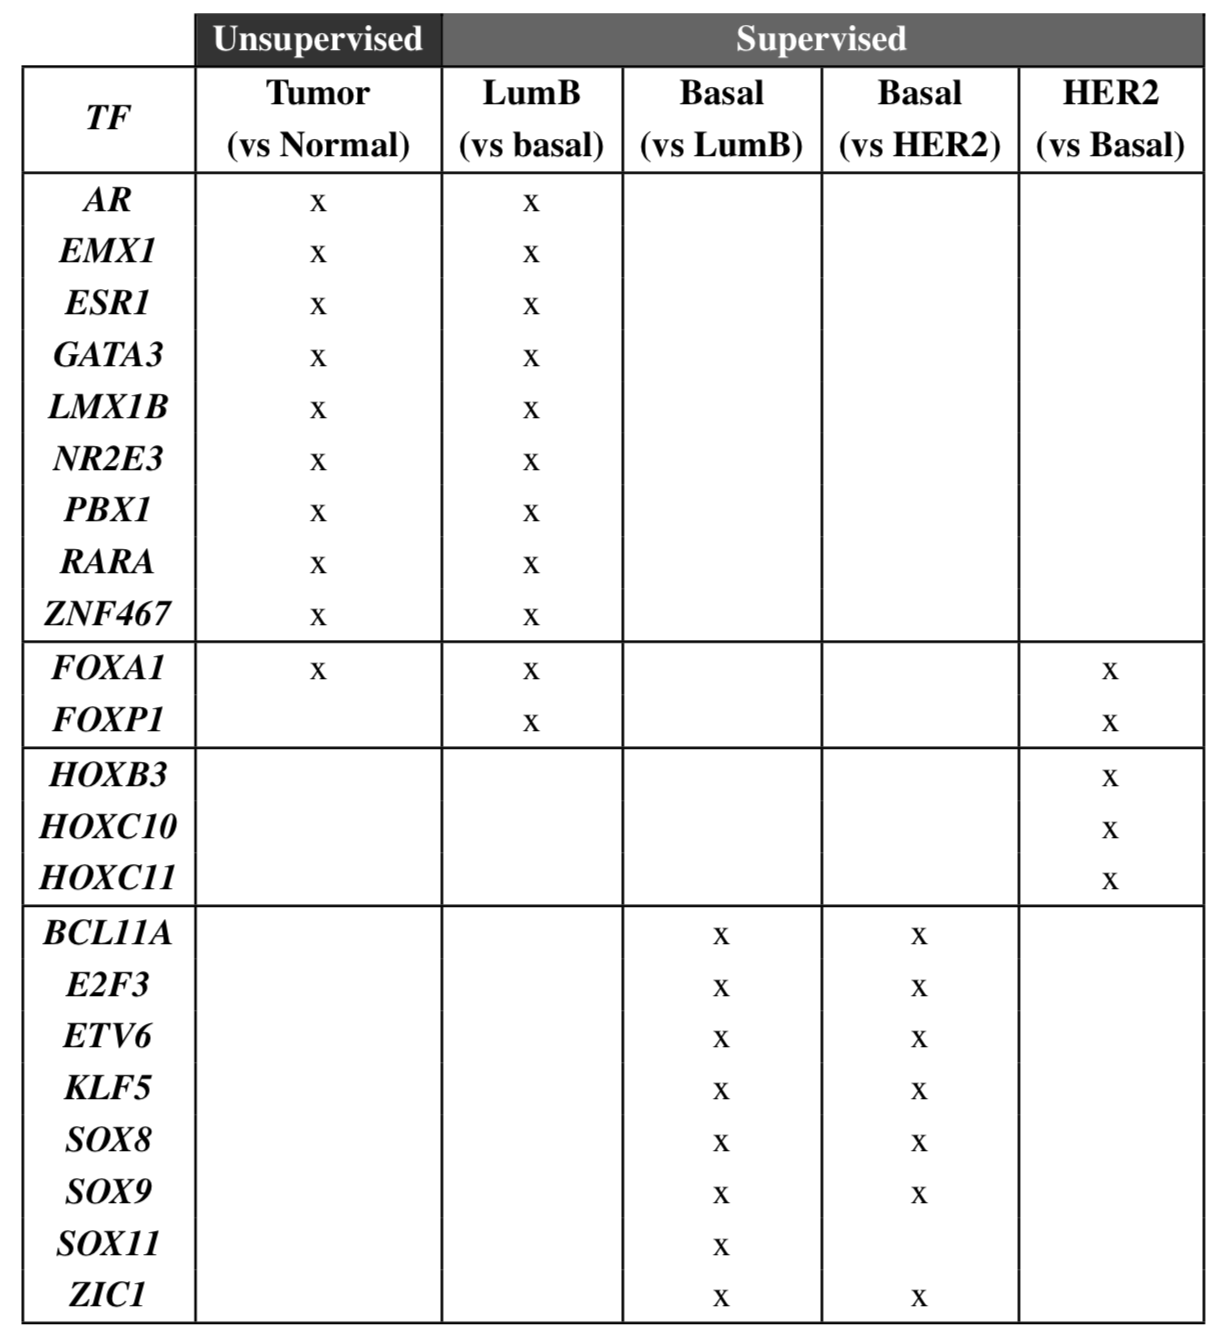 Unsupervised Supervised
TF Tumor (vs Normal) LumB (vs basal) Basal (vs LumB) Basal (vs HER2) HER2 (vs Basal)
AR x x
EMX1 x x
ESR1 x x
GATA3 x x
LMX1B x x
NR2E3 x x
PBX1 x x
RARA x x
ZNF467 x x
FOXA1 x x x
FOXP1 x x
HOXB3 x
HOXC10 x
HOXC11 x
BCL11A x x
E2F3 x x
ETV6 x x
KLF5 x x
SOX8 x x
SOX9 x x
SOX11 x
ZIC1 x x